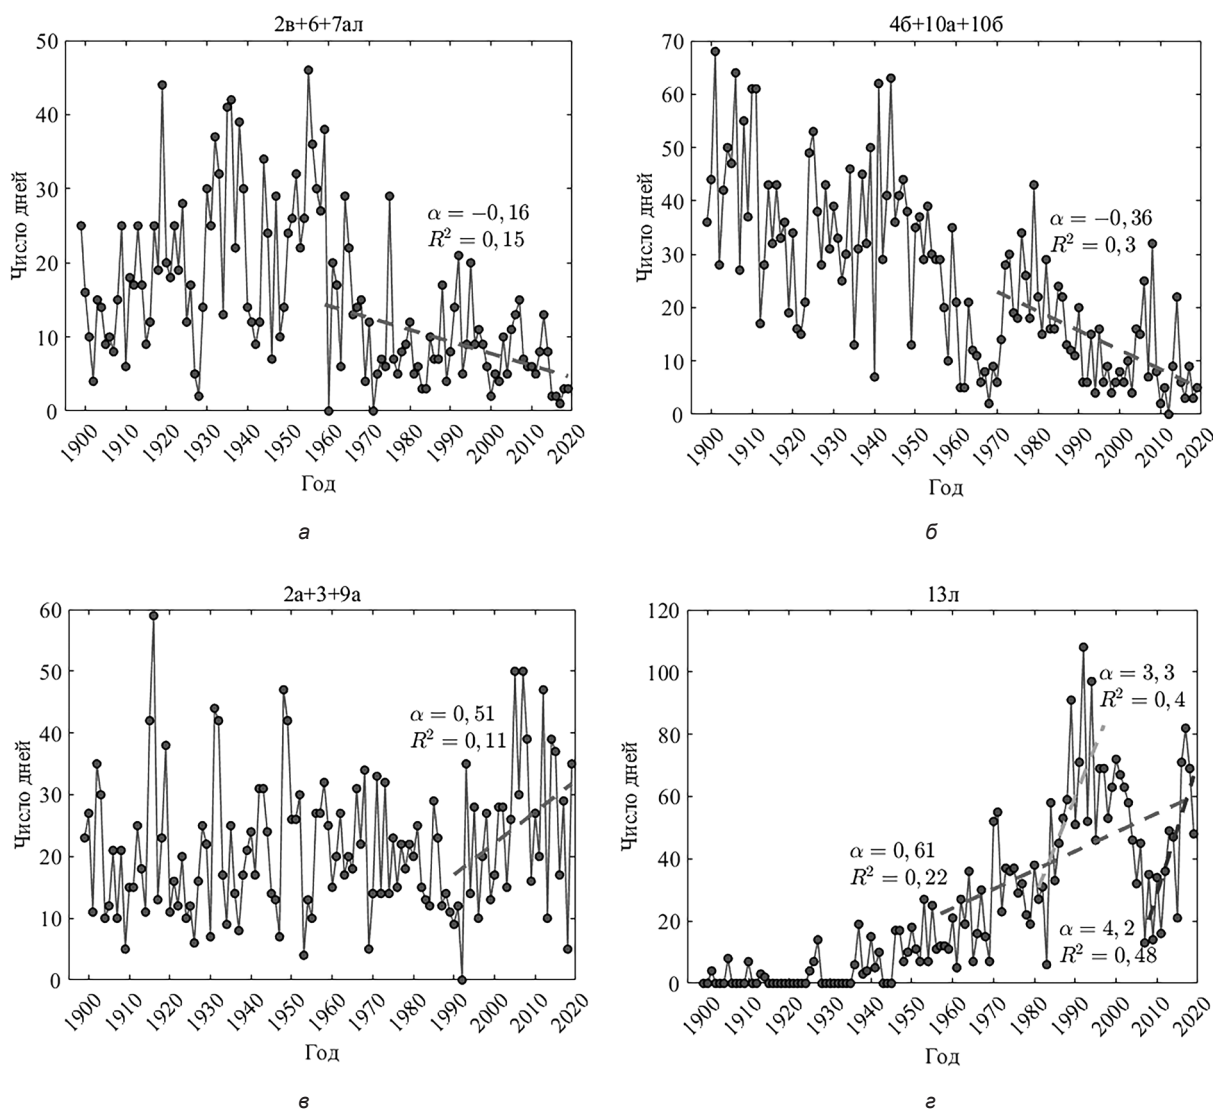 2в+6+7ал
50
40
30
20
10
0
Число дней
α = −0, 16
R² = 0, 15
1900
1910
1920
1930
1940
1950
1960
1970
1980
1990
2000
2010
2020
Год
а
4б+10а+10б
70
60
50
40
30
20
10
0
Число дней
α = −0, 36
R² = 0, 3
1900
1910
1920
1930
1940
1950
1960
1970
1980
1990
2000
2010
2020
Год
б
2а+3+9а
60
50
40
30
20
10
0
Число дней
α = 0, 51
R² = 0, 11
1900
1910
1920
1930
1940
1950
1960
1970
1980
1990
2000
2010
2020
Год
в
13л
120
100
80
60
40
20
0
Число дней
α = 3, 3
R² = 0, 4
α = 0, 61
R² = 0, 22
α = 4, 2
R² = 0, 48
1900
1910
1920
1930
1940
1950
1960
1970
1980
1990
2000
2010
2020
Год
г